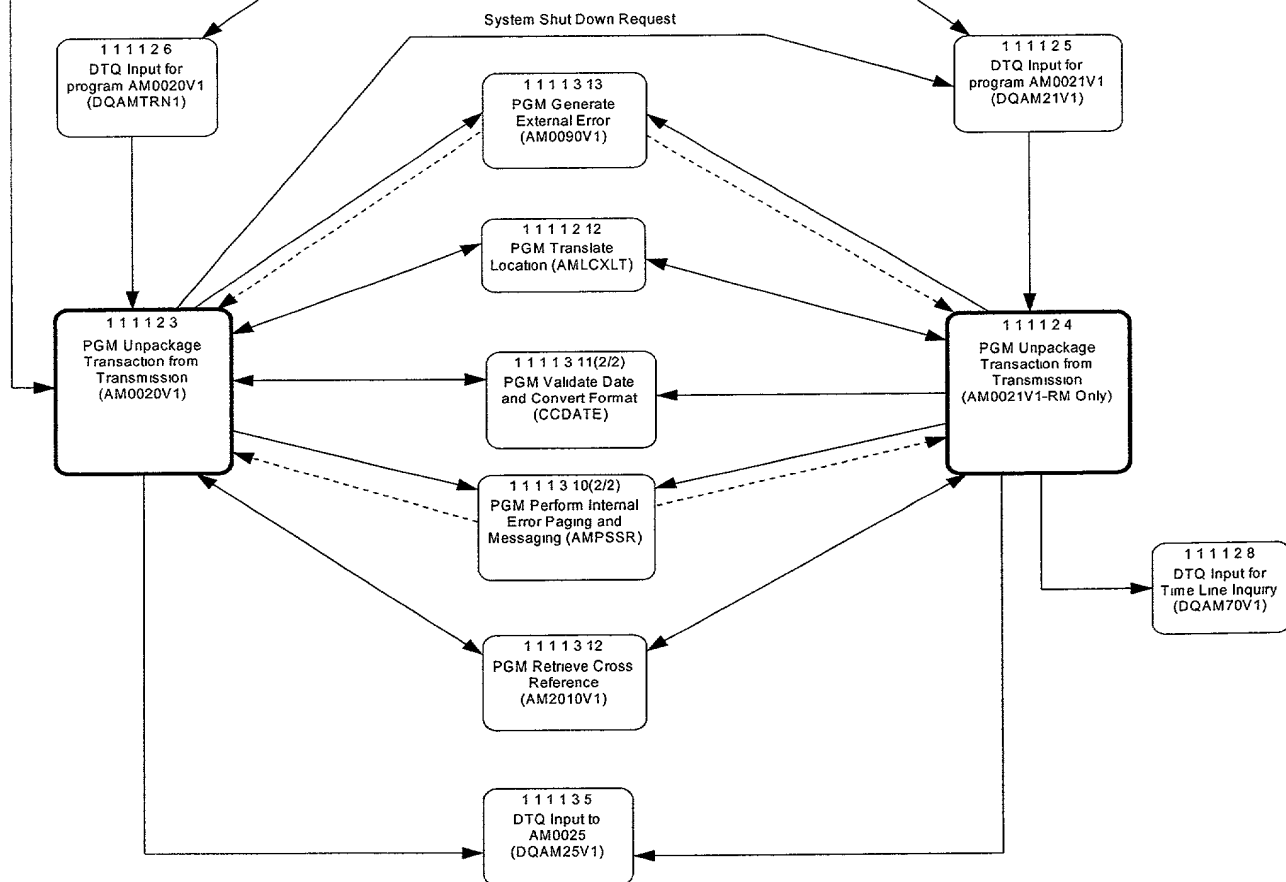 System Shut Down Request
1 1 1 1 2 6
DTQ Input for
program AM0020V1
(DQAMTRN1)
1 1 1 1 3 13
PGM Generate
External Error
(AM0090V1)
1 1 1 1 2 5
DTQ Input for
program AM0021V1
(DQAM21V1)
1 1 1 1 2 12
PGM Translate
Location (AMLCXLT)
1 1 1 1 2 3
PGM Unpackage
Transaction from
Transmission
(AM0020V1)
1 1 1 1 3 11(2/2)
PGM Validate Date
and Convert Format
(CCDATE)
1 1 1 1 2 4
PGM Unpackage
Transaction from
Transmission
(AM0021V1-RM Only)
1 1 1 1 3 10(2/2)
PGM Perform Internal
Error Paging and
Messaging (AMPSSR)
1 1 1 1 2 8
DTQ Input for
Time Line Inquiry
(DQAM70V1)
1 1 1 1 3 12
PGM Retrieve Cross
Reference
(AM2010V1)
1 1 1 1 3 5
DTQ Input to
AM0025
(DQAM25V1)